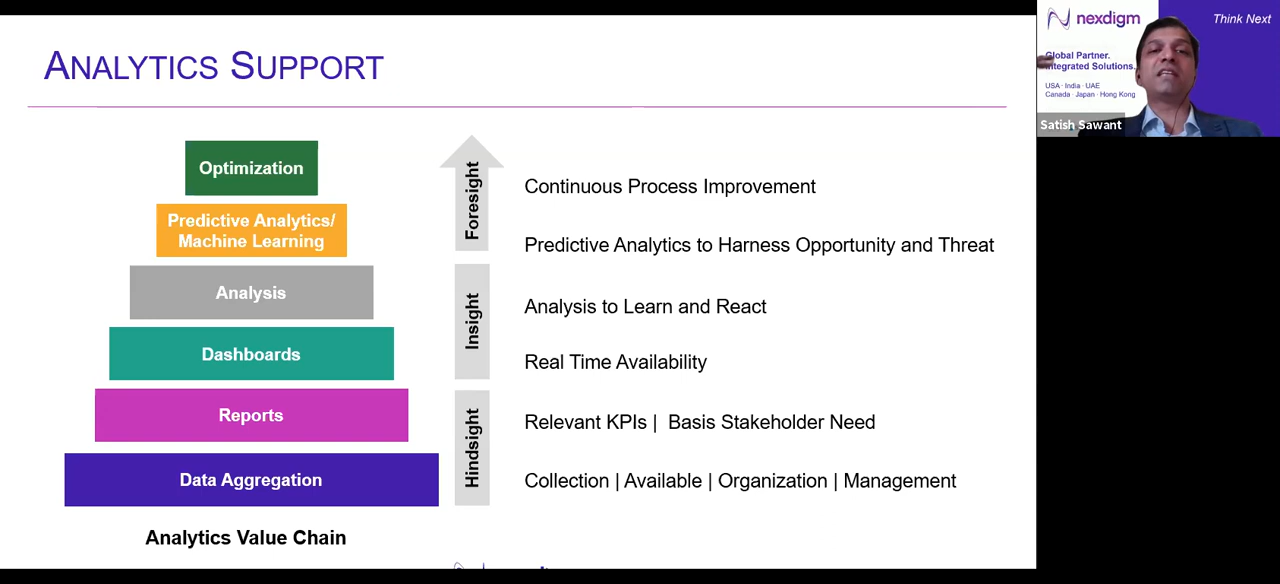 ANALYTICS SUPPORT
Optimization
Predictive Analytics/
Machine Learning
Analysis
Dashboards
Reports
Data Aggregation
Analytics Value Chain
Foresight
Insight
Hindsight
Continuous Process Improvement
Predictive Analytics to Harness Opportunity and Threat
Analysis to Learn and React
Real Time Availability
Relevant KPIs | Basis Stakeholder Need
Collection | Available | Organization | Management
nexdigm
Think Next
Global Partner.
Integrated Solutions.
USA · India · UAE
Canada · Japan · Hong Kong
Satish Sawant